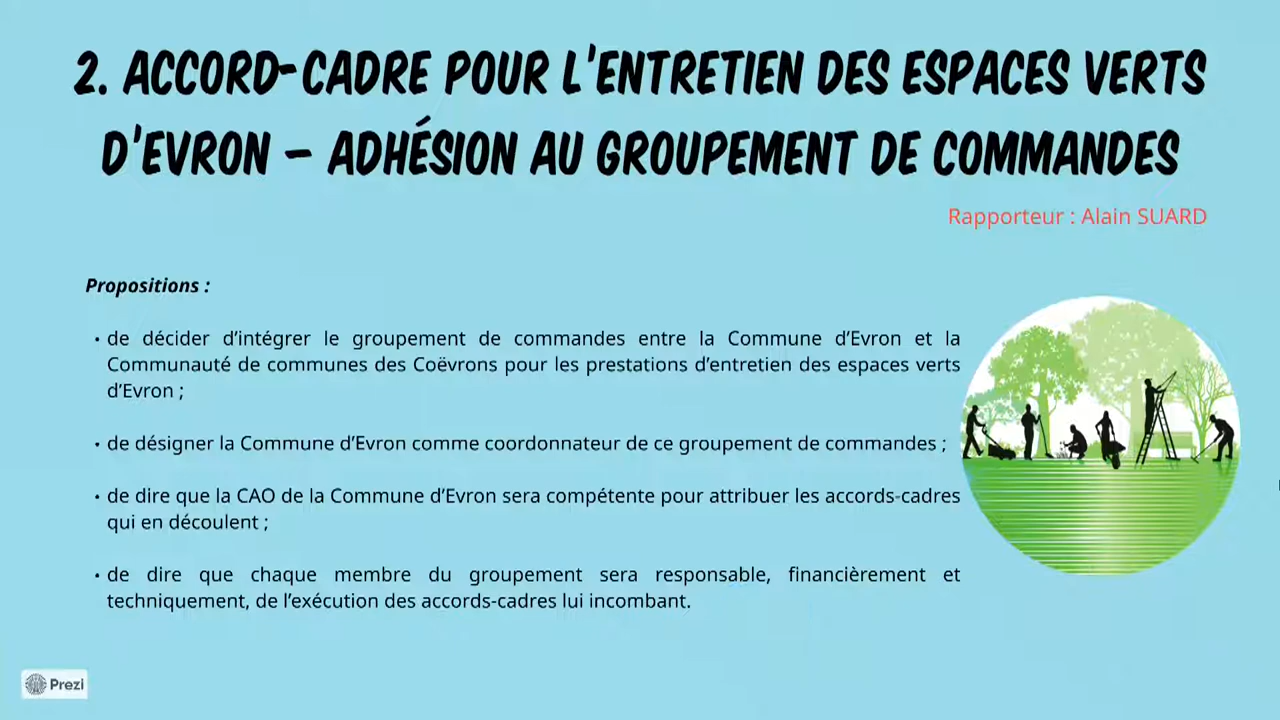 2. ACCORD-CADRE POUR L'ENTRETIEN DES ESPACES VERTS
D'EVRON – ADHÉSION AU GROUPEMENT DE COMMANDES
Rapporteur : Alain SUARD
Propositions :
• de décider d'intégrer le groupement de commandes entre la Commune d'Evron et la
Communauté de communes des Coëvrons pour les prestations d'entretien des espaces verts
d'Evron ;
• de désigner la Commune d'Evron comme coordonnateur de ce groupement de commandes ;
• de dire que la CAO de la Commune d'Evron sera compétente pour attribuer les accords-cadres
qui en découlent ;
• de dire que chaque membre du groupement sera responsable, financièrement et
techniquement, de l'exécution des accords-cadres lui incombant.
Prezi